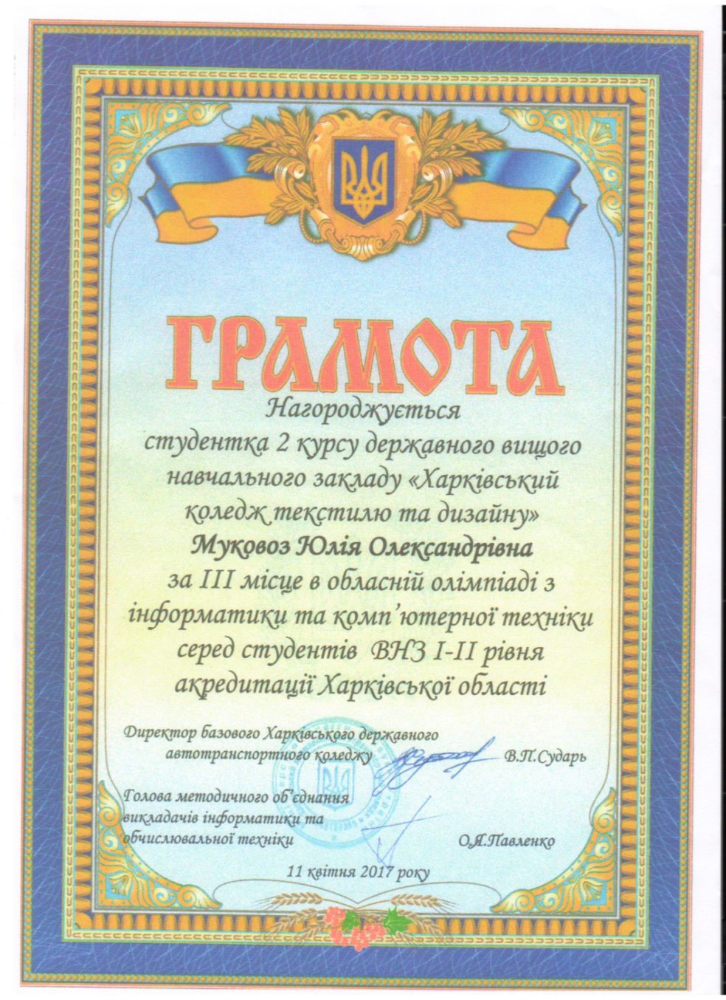 ГРАМОТА
Нагороджується
студентка 2 курсу державного вищого
навчального закладу «Харківський
коледж текстилю та дизайну»
Муковоз Юлія Олександрівна
за III місце в обласній олімпіаді з
інформатики та комп’ютерної техніки
серед студентів ВНЗ I-II рівня
акредитації Харківської області
Директор базового Харківського державного
автотранспортного коледжу В.П.Сударь
Голова методичного об’єднання
викладачів інформатики та
обчислювальної техніки О.Я.Павленко
11 квітня 2017 року